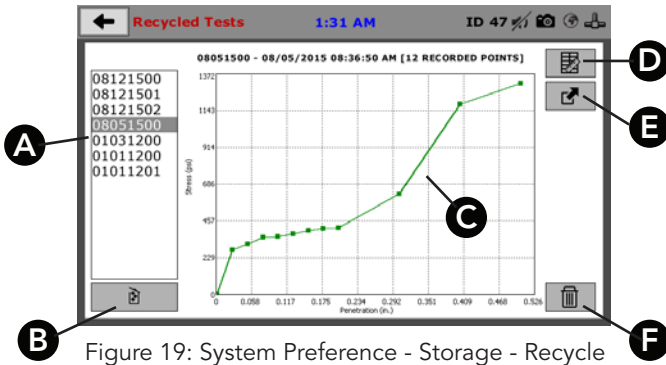 Recycled Tests 1:31 AM ID 47
08051500 - 08/05/2015 08:36:50 AM [12 RECORDED POINTS]
D
08121500
08121501
08121502
08051500
01031200
01011200
01011201
A
1372
1143
914
686
457
229
0
Stress (psi)
E
C
0 0.058 0.117 0.175 0.234 0.292 0.351 0.409 0.468 0.526
Penetration (in.)
B
F
Figure 19: System Preference - Storage - Recycle